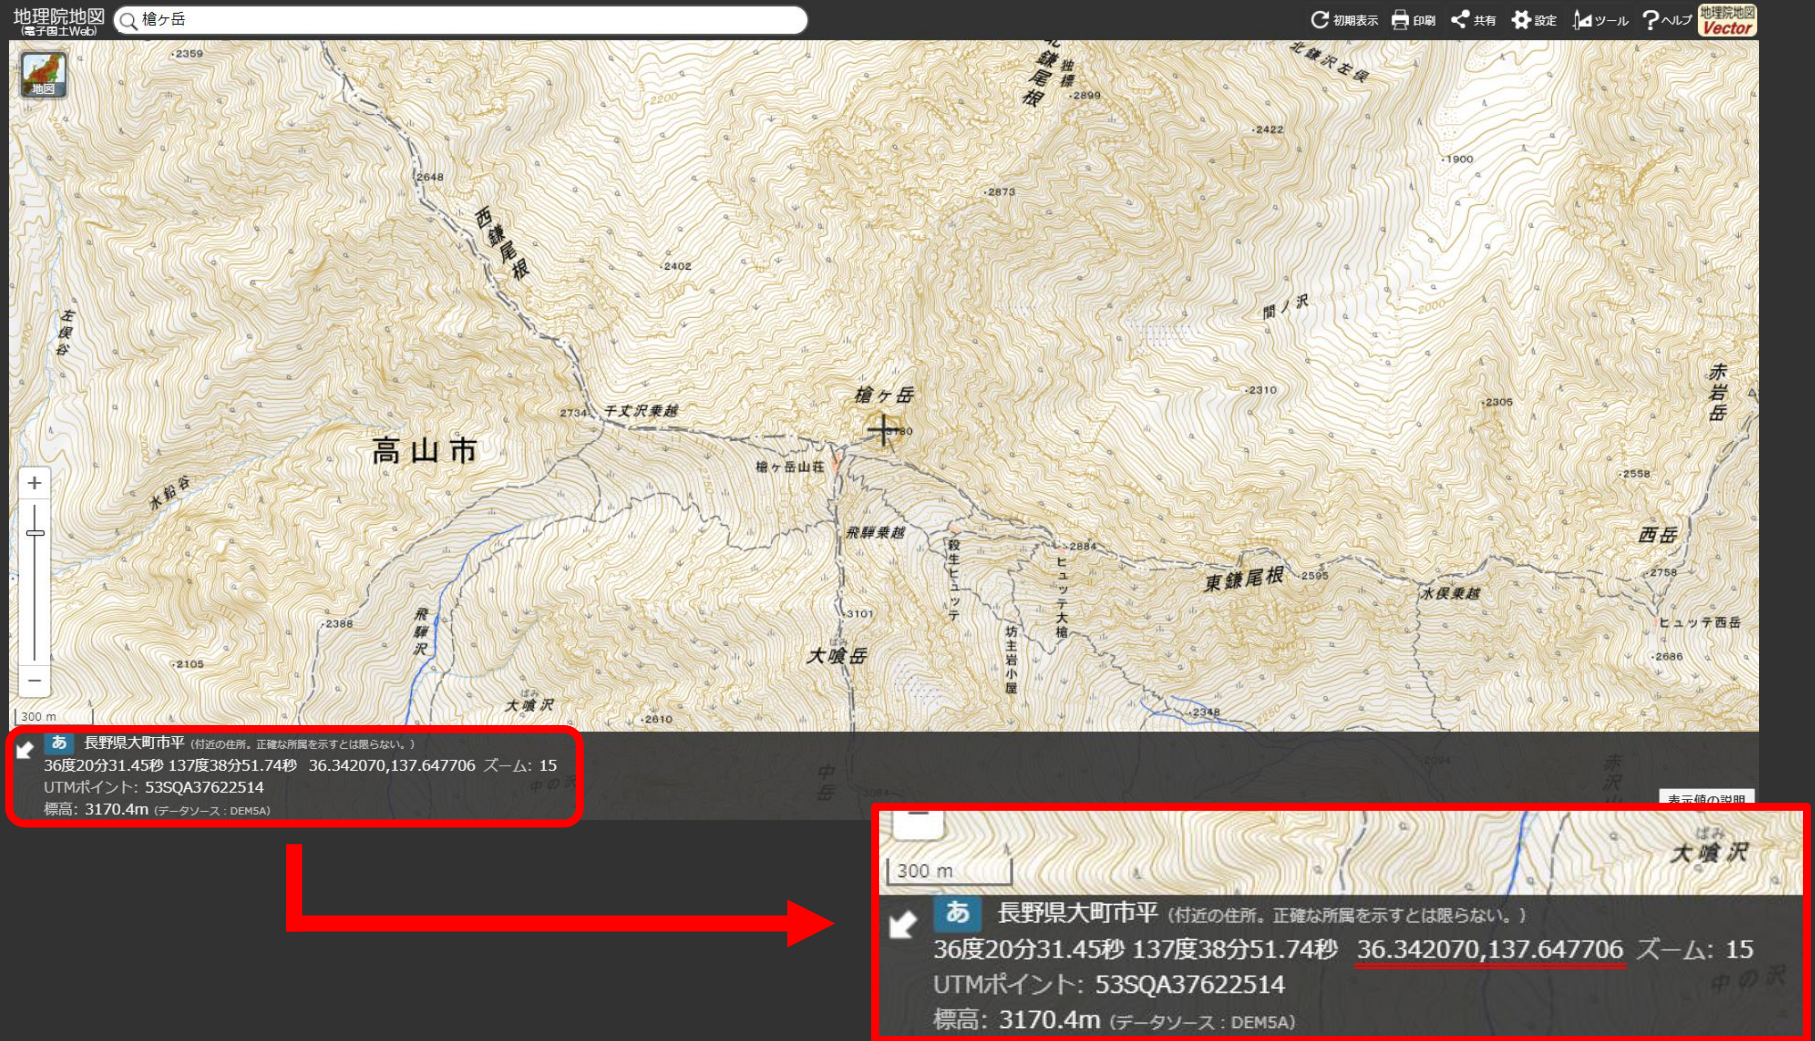 地理院地図
(電子国土Web)
槍ヶ岳
初期表示
印刷
共有
設定
ツール
ヘルプ
地理院地図
Vector
地図
・2359
2200
北鎌尾根
独標
・2899
北鎌沢左俣
・2422
・1900
・2648
・2873
西鎌尾根
・2402
間ノ沢
2000
左俣谷
赤岩岳
・2310
・2305
槍ヶ岳
・3180
2734
千丈沢乗越
高山市
槍ヶ岳山荘
水鉛谷
・2558
飛騨乗越
殺生ヒュッテ
・2884
ヒュッテ大槍
西岳
東鎌尾根
・2595
・2758
水俣乗越
・2388
飛騨沢
・3101
ヒュッテ西岳
坊主岩小屋
ばみ
大喰岳
・2105
・2686
ばみ
大喰沢
・2610
・2348
＋
－
300 m
あ 長野県大町市平 (付近の住所。正確な所属を示すとは限らない。)
36度20分31.45秒 137度38分51.74秒 36.342070,137.647706 ズーム: 15
UTMポイント: 53SQA37622514
標高: 3170.4m (データソース：DEM5A)
中の沢
中岳
表示値の説明
ばみ
大喰沢
300 m
あ 長野県大町市平 (付近の住所。正確な所属を示すとは限らない。)
36度20分31.45秒 137度38分51.74秒 36.342070,137.647706 ズーム: 15
UTMポイント: 53SQA37622514
中の沢
標高: 3170.4m (データソース：DEM5A)